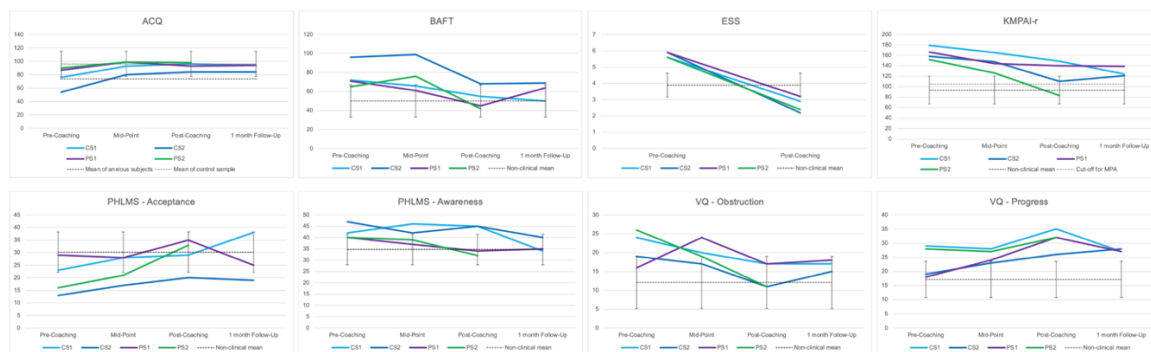 ACQ
140
120
100
80
60
40
20
0
Pre-Coaching Mid-Point Post-Coaching 1 month Follow-Up
CS1 CS2
PS1 PS2
Mean of anxious subjects Mean of control sample
BAFT
120
100
80
60
40
20
0
Pre-Coaching Mid-Point Post-Coaching 1 month Follow-Up
CS1 CS2 PS1 PS2 Non-clinical mean
ESS
7
6
5
4
3
2
1
0
Pre-Coaching Post-Coaching
CS1 CS2 PS1 PS2 Non-clinical mean
KMPAI-r
200
180
160
140
120
100
80
60
40
20
0
Pre-Coaching Mid-Point Post-Coaching 1 month Follow-Up
CS1 CS2 PS1
PS2 Non-clinical mean Cut-off for MPA
PHLMS - Acceptance
45
40
35
30
25
20
15
10
5
0
Pre-Coaching Mid-Point Post-Coaching 1 month Follow-Up
CS1 CS2 PS1 PS2 Non-clinical mean
PHLMS - Awareness
50
45
40
35
30
25
20
15
10
5
0
Pre-Coaching Mid-Point Post-Coaching 1 month Follow-Up
CS1 CS2 PS1 PS2 Non-clinical mean
VQ - Obstruction
30
25
20
15
10
5
0
Pre-Coaching Mid-Point Post-Coaching 1 month Follow-Up
CS1 CS2 PS1 PS2 Non-clinical mean
VQ - Progress
40
35
30
25
20
15
10
5
0
Pre-Coaching Mid-Point Post-Coaching 1 month Follow-Up
CS1 CS2 PS1 PS2 Non-clinical mean